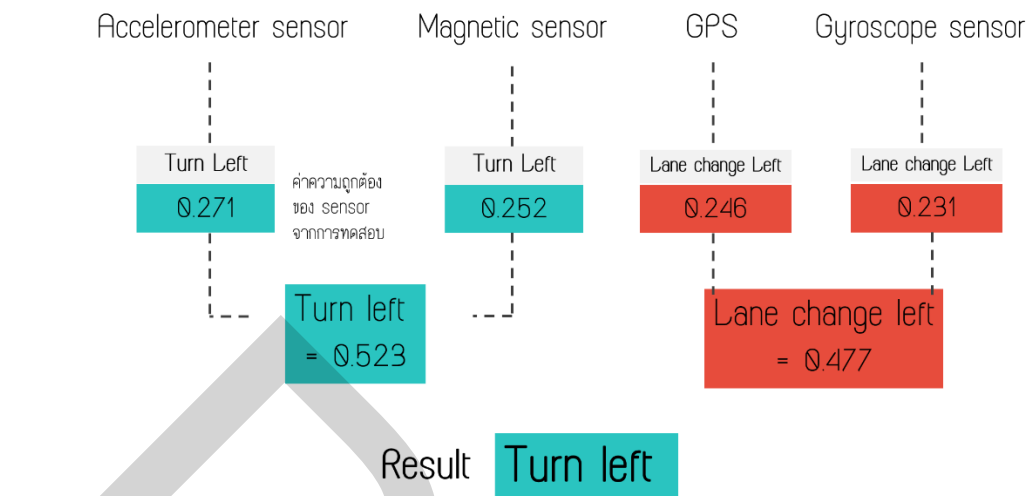 Accelerometer sensor
Magnetic sensor
GPS
Gyroscope sensor
Turn Left
0.271
ค่าความถูกต้อง
ของ sensor
จากการทดสอบ
Turn Left
0.252
Lane change Left
0.246
Lane change Left
0.231
Turn left
= 0.523
Lane change left
= 0.477
Result Turn left